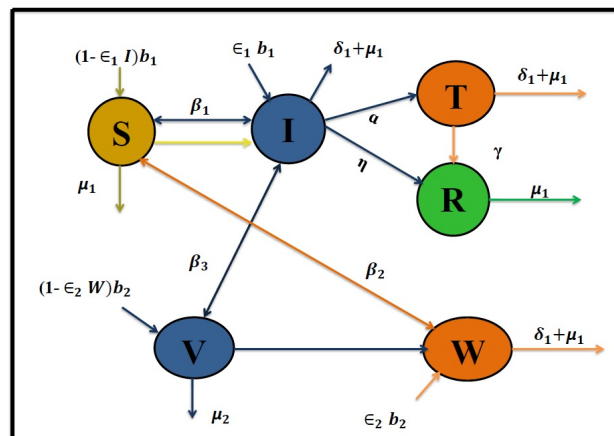 (1- ∈₁ I)b₁
∈₁ b₁
δ₁+μ₁
S
β₁
I
α
T
δ₁+μ₁
γ
η
R
μ₁
μ₁
β₃
β₂
(1- ∈₂ W)b₂
V
W
δ₁+μ₁
μ₂
∈₂ b₂